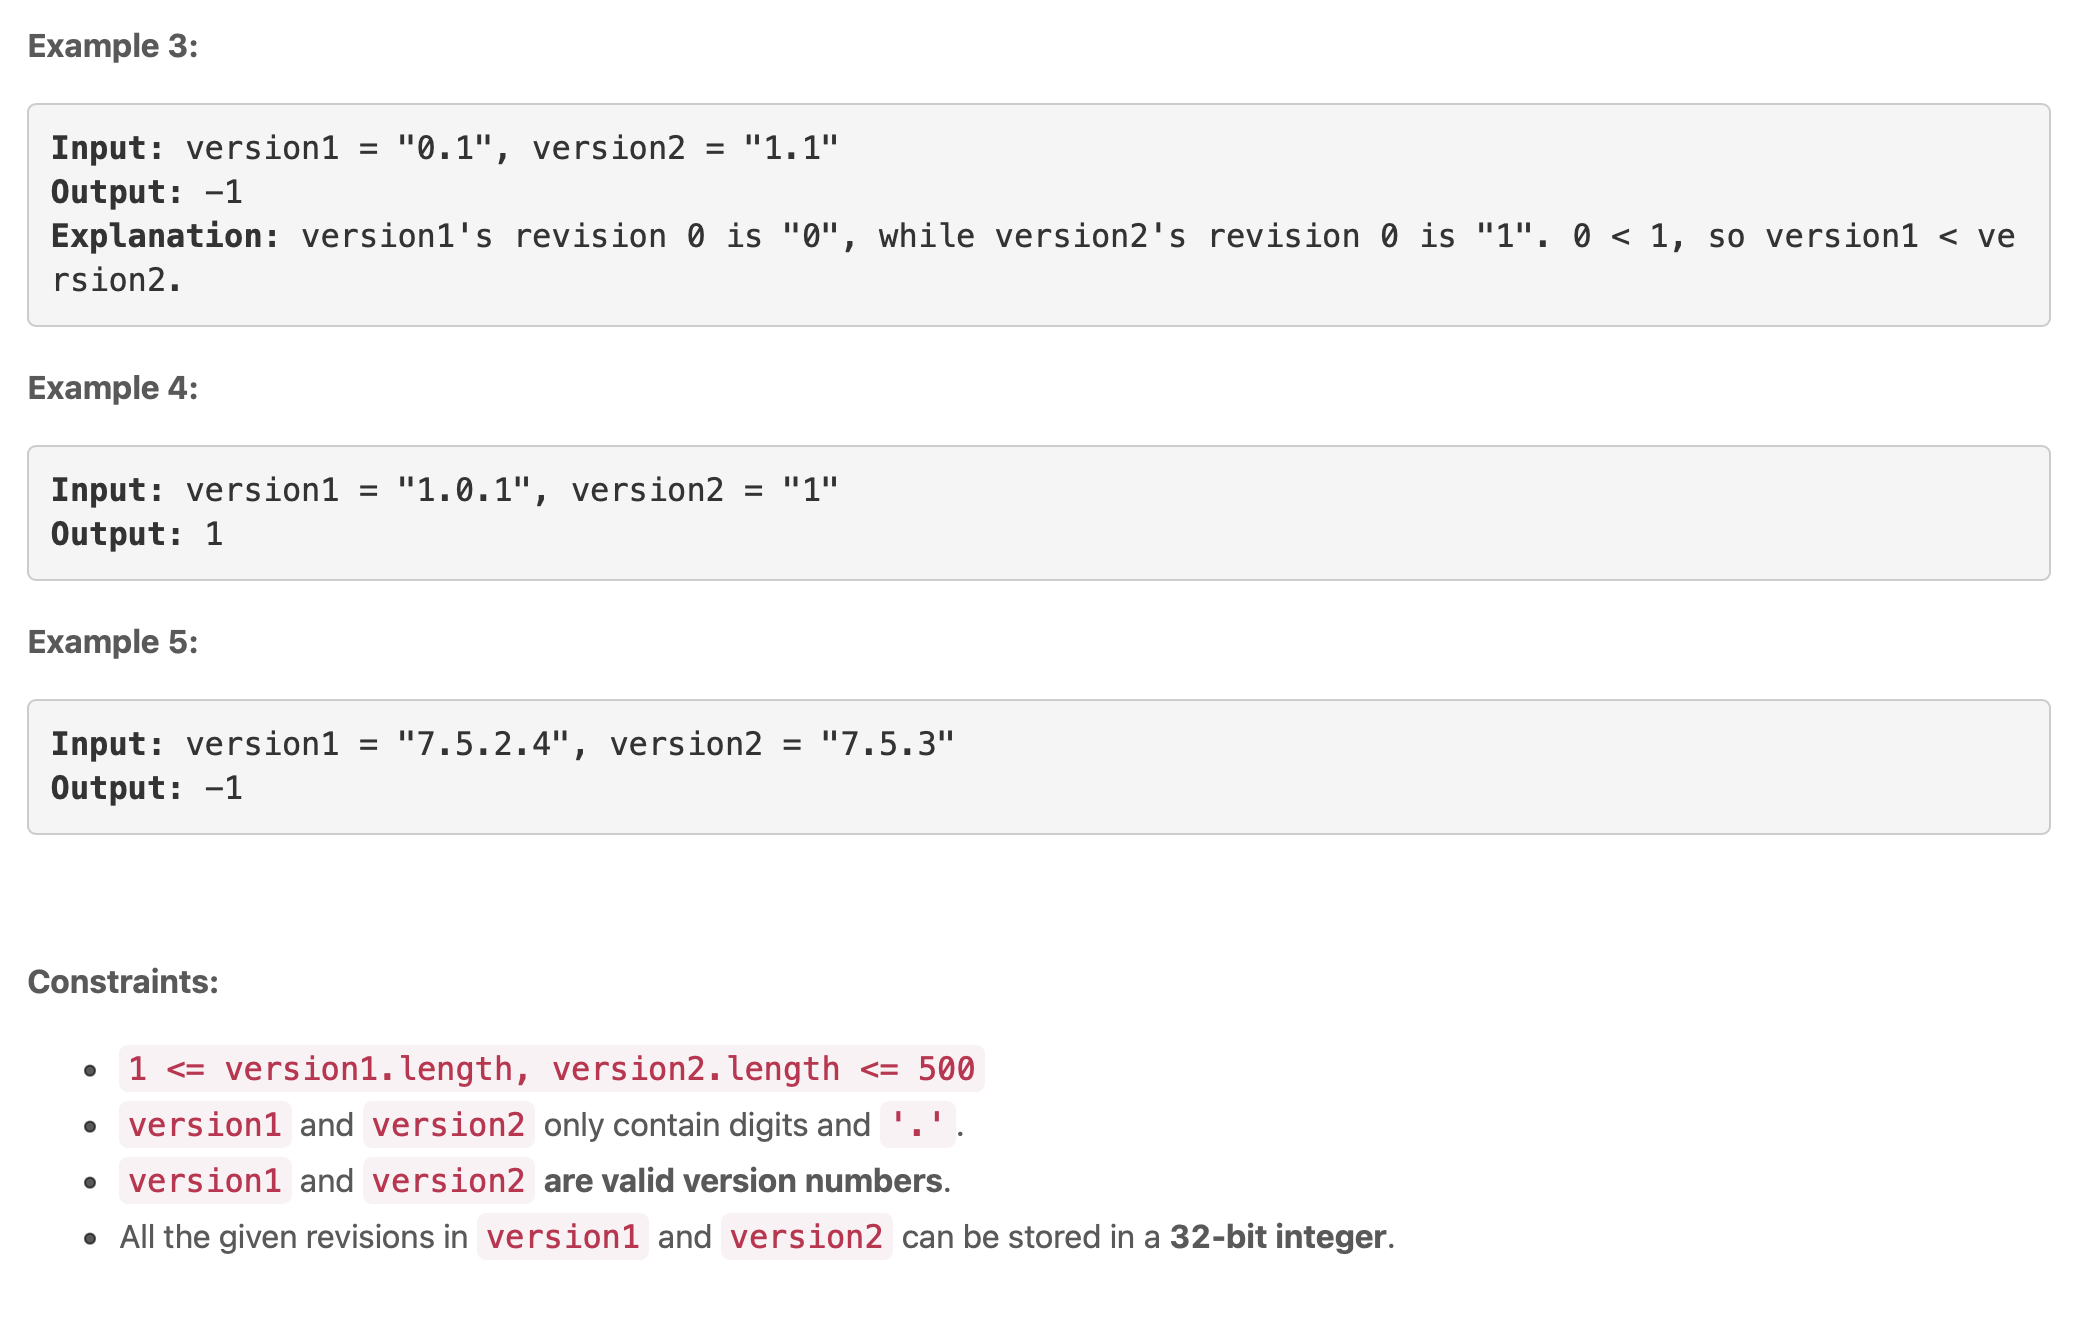 Example 3:
Input: version1 = "0.1", version2 = "1.1"
Output: -1
Explanation: version1's revision 0 is "0", while version2's revision 0 is "1". 0 < 1, so version1 < ve
rsion2.
Example 4:
Input: version1 = "1.0.1", version2 = "1"
Output: 1
Example 5:
Input: version1 = "7.5.2.4", version2 = "7.5.3"
Output: -1
Constraints:
• 1 <= version1.length, version2.length <= 500
• version1 and version2 only contain digits and '.'.
• version1 and version2 are valid version numbers.
• All the given revisions in version1 and version2 can be stored in a 32-bit integer.